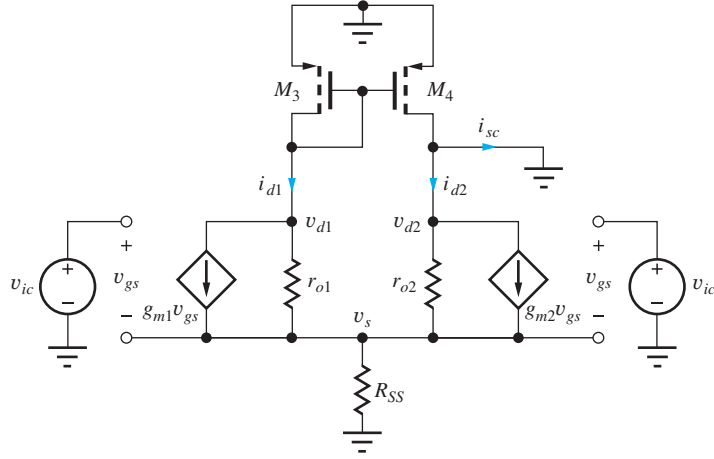 M3 M4
isc
id1 id2
vd1 vd2
+ + + +
vic vgs ro1 ro2 vgs vic
− − − −
gm1vgs vs gm2vgs
RSS